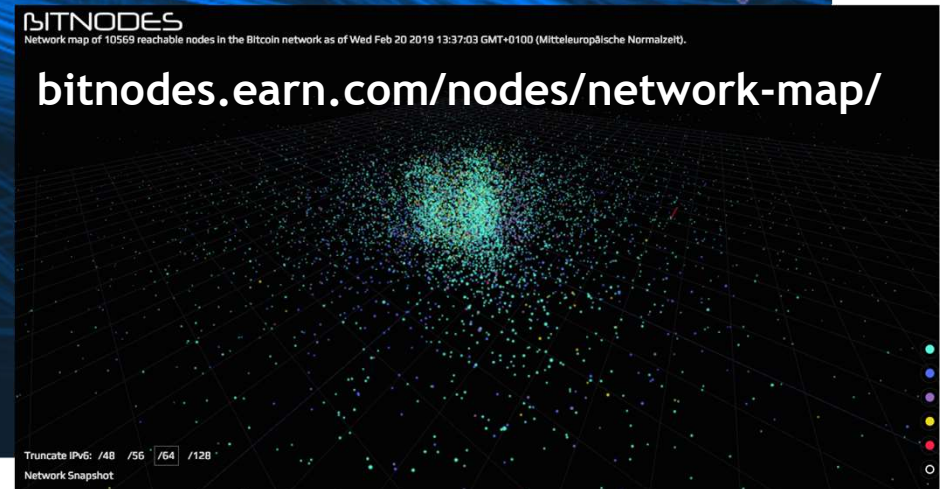 BITNODES
Network map of 10569 reachable nodes in the Bitcoin network as of Wed Feb 20 2019 13:37:03 GMT+0100 (Mitteleuropäische Normalzeit).
bitnodes.earn.com/nodes/network-map/
Truncate IPv6: /48 /56 /64 /128
Network Snapshot